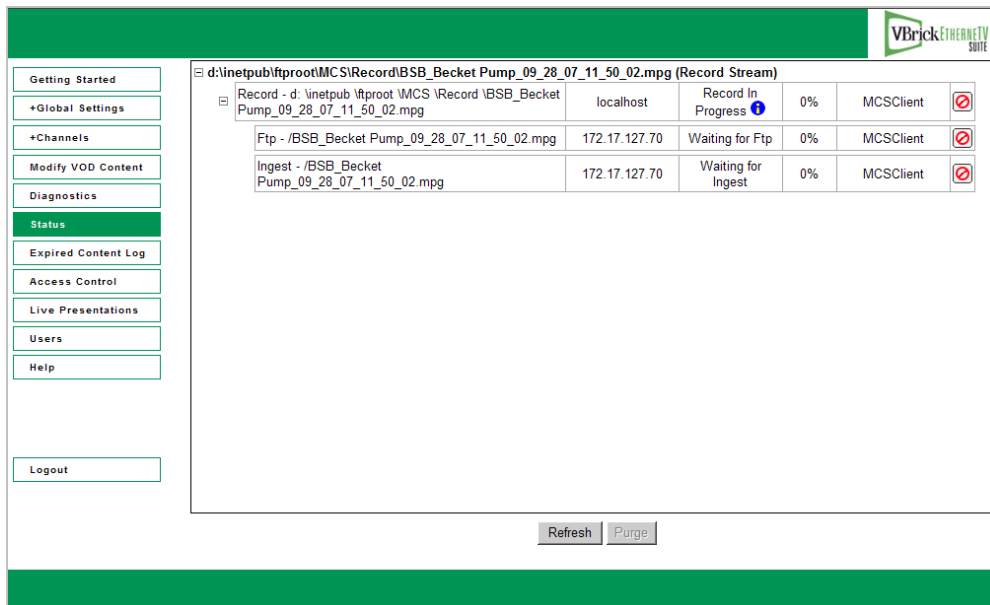 VBrick ETHERNETV
SUITE
Getting Started
+Global Settings
+Channels
Modify VOD Content
Diagnostics
Status
Expired Content Log
Access Control
Live Presentations
Users
Help
Logout
d:\inetpub\ftproot\MCS\Record\BSB_Becket Pump_09_28_07_11_50_02.mpg (Record Stream)
Record - d: \inetpub \ftproot \MCS \Record \BSB_Becket
Pump_09_28_07_11_50_02.mpg
localhost
Record In
Progress i
0%
MCSClient
Ftp - /BSB_Becket Pump_09_28_07_11_50_02.mpg
172.17.127.70
Waiting for Ftp
0%
MCSClient
Ingest - /BSB_Becket
Pump_09_28_07_11_50_02.mpg
172.17.127.70
Waiting for
Ingest
0%
MCSClient
Refresh
Purge